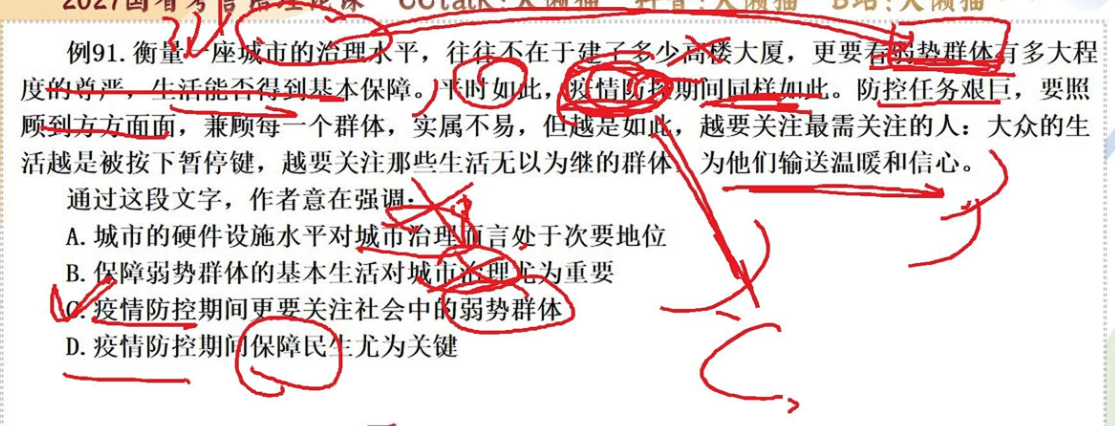 例91.衡量一座城市的治理水平，往往不在于建了多少高楼大厦，更要看弱势群体有多大程
度的尊严，生活能否得到基本保障。平时如此，疫情防控期间同样如此。防控任务艰巨，要照
顾到方方面面，兼顾每一个群体，实属不易，但越是如此，越要关注最需关注的人：大众的生
活越是被按下暂停键，越要关注那些生活无以为继的群体，为他们输送温暖和信心。
通过这段文字，作者意在强调：
A.城市的硬件设施水平对城市治理而言处于次要地位
B.保障弱势群体的基本生活对城市治理尤为重要
C.疫情防控期间更要关注社会中的弱势群体
D.疫情防控期间保障民生尤为关键